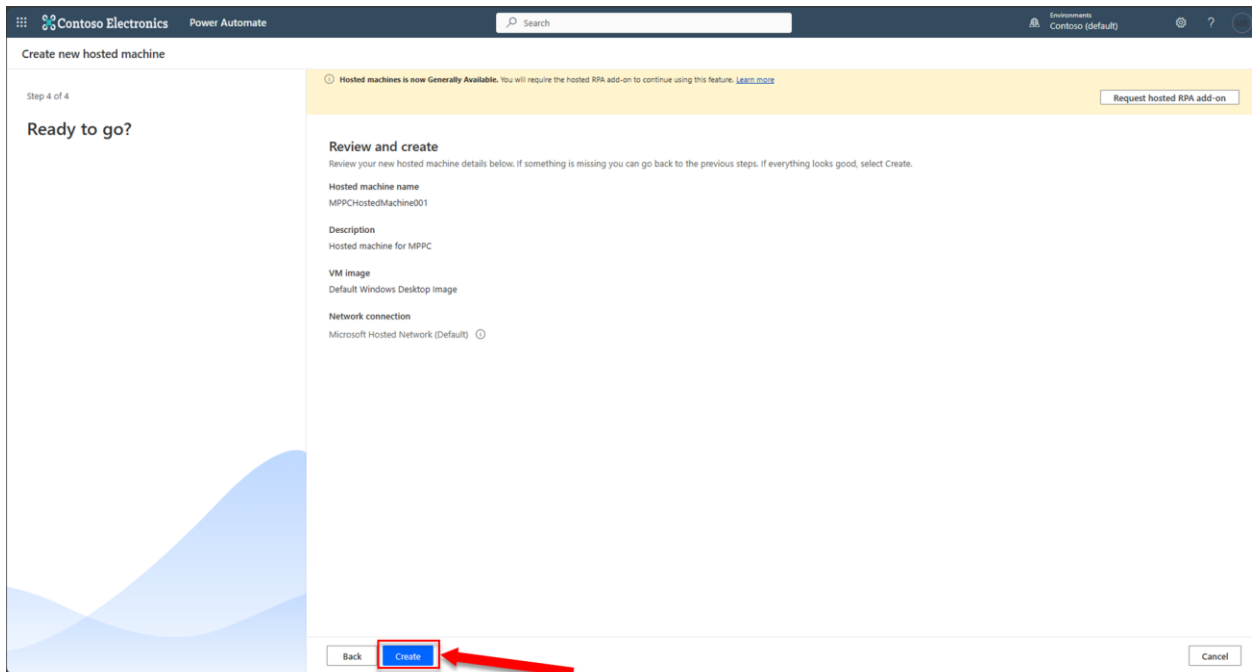 Contoso Electronics Power Automate
Search
Environments
Contoso (default)
?
Create new hosted machine
Step 4 of 4
Ready to go?
Hosted machines is now Generally Available. You will require the hosted RPA add-on to continue using this feature. Learn more
Request hosted RPA add-on
Review and create
Review your new hosted machine details below. If something is missing you can go back to the previous steps. If everything looks good, select Create.
Hosted machine name
MPPCHostedMachine001
Description
Hosted machine for MPPC
VM image
Default Windows Desktop Image
Network connection
Microsoft Hosted Network (Default)
Back Create Cancel